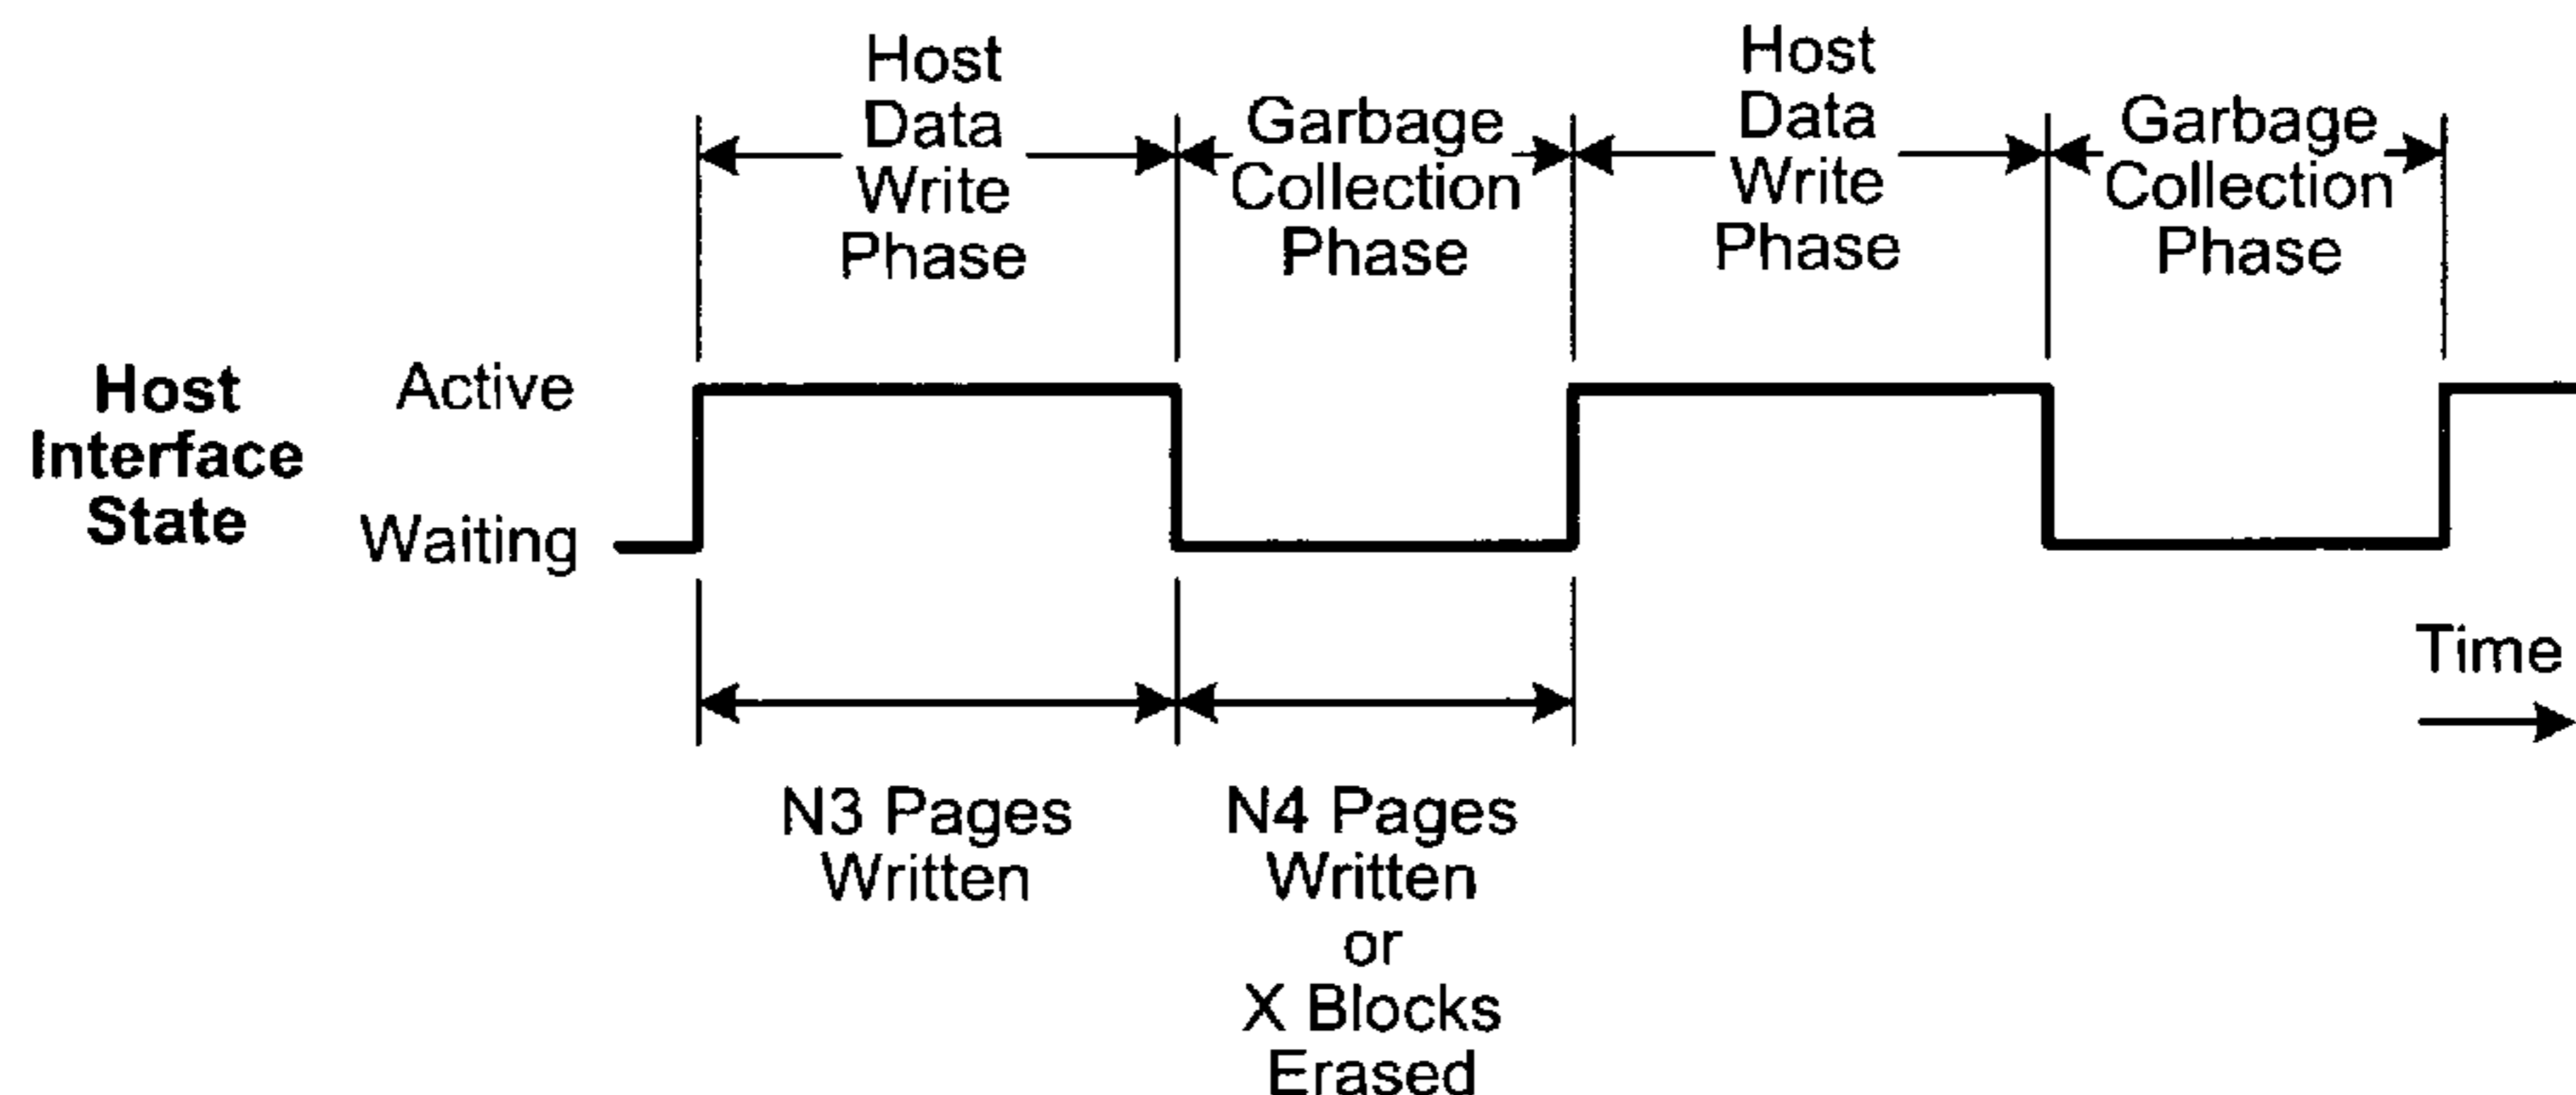 Host
Data
Write
Phase
Garbage
Collection
Phase
Host
Data
Write
Phase
Garbage
Collection
Phase
Host
Interface
State
Active
Waiting
Time
N3 Pages
Written
N4 Pages
Written
or
X Blocks
Erased